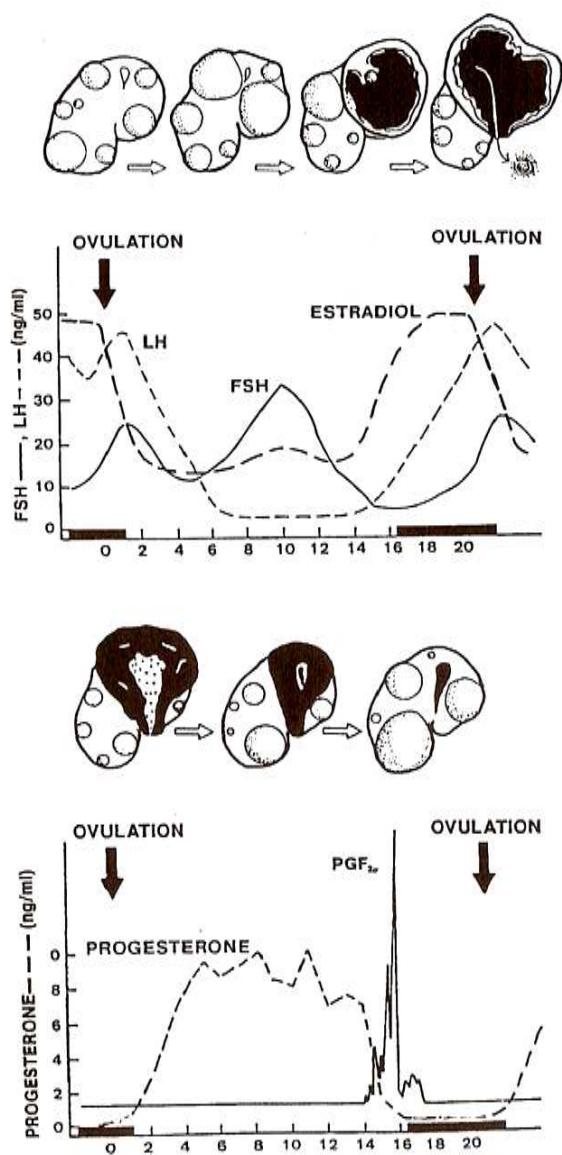 OVULATION OVULATION
ESTRADIOL
LH
FSH
FSH ——, LH - - - (ng/ml)
50
40
30
20
10
0
0 2 4 6 8 10 12 14 16 18 20
OVULATION OVULATION
PGF₂α
PROGESTERONE
PROGESTERONE— — — (ng/ml)
0
8
6
4
2
0
0 2 4 6 8 10 12 14 16 18 20